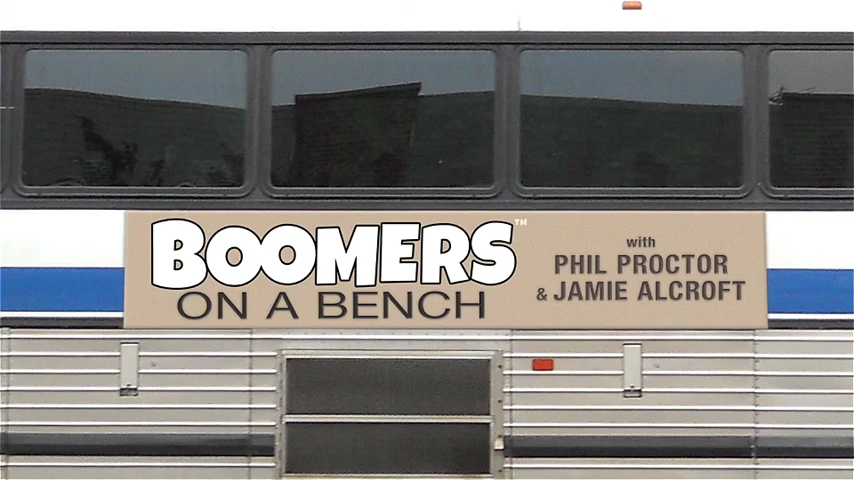 BOOMERS™
ON A BENCH
with
PHIL PROCTOR
& JAMIE ALCROFT